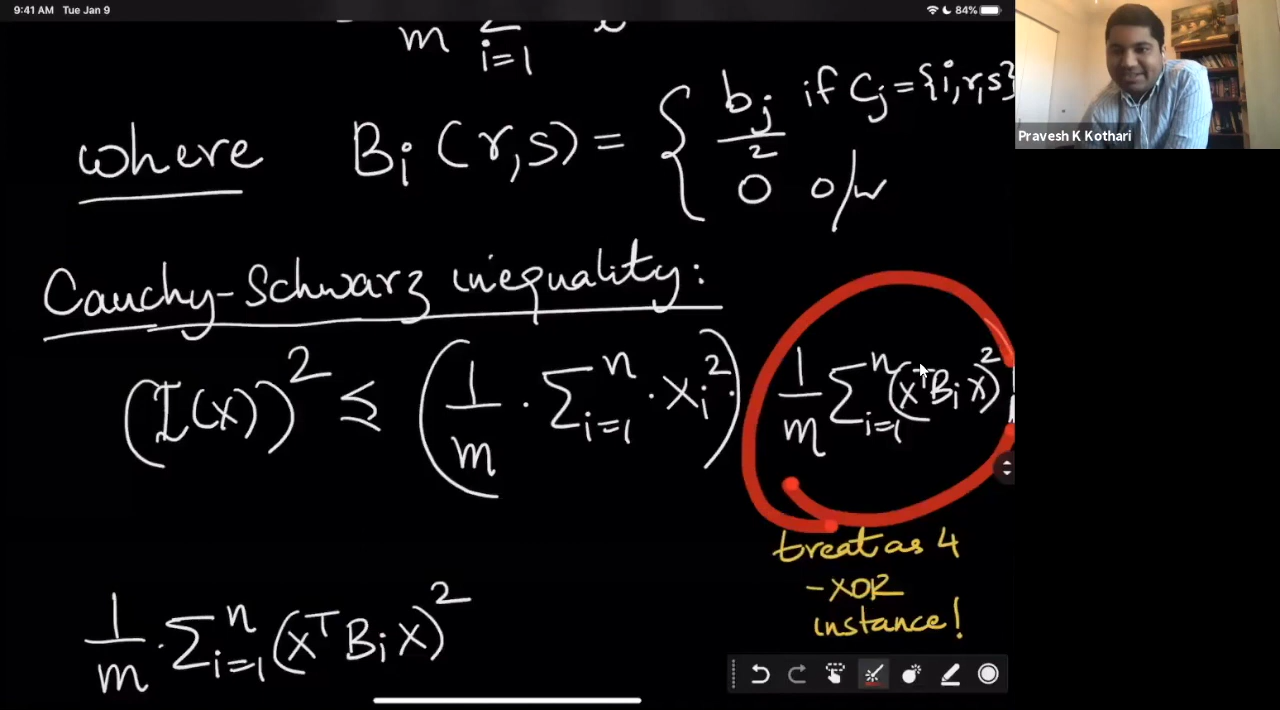 9:41 AM Tue Jan 9
84%
m Σ i=1
where B_i (r,s) = { b_j/2 if C_j = {i,r,s}
0 o/w
Pravesh K Kothari
Cauchy-Schwarz inequality:
(I(x))² ≤ (1/m · Σ_{i=1}^n · x_i²) · 1/m Σ_{i=1}^n (x^T B_i x)²
treat as 4
-XOR
instance!
1/m · Σ_{i=1}^n (x^T B_i x)²